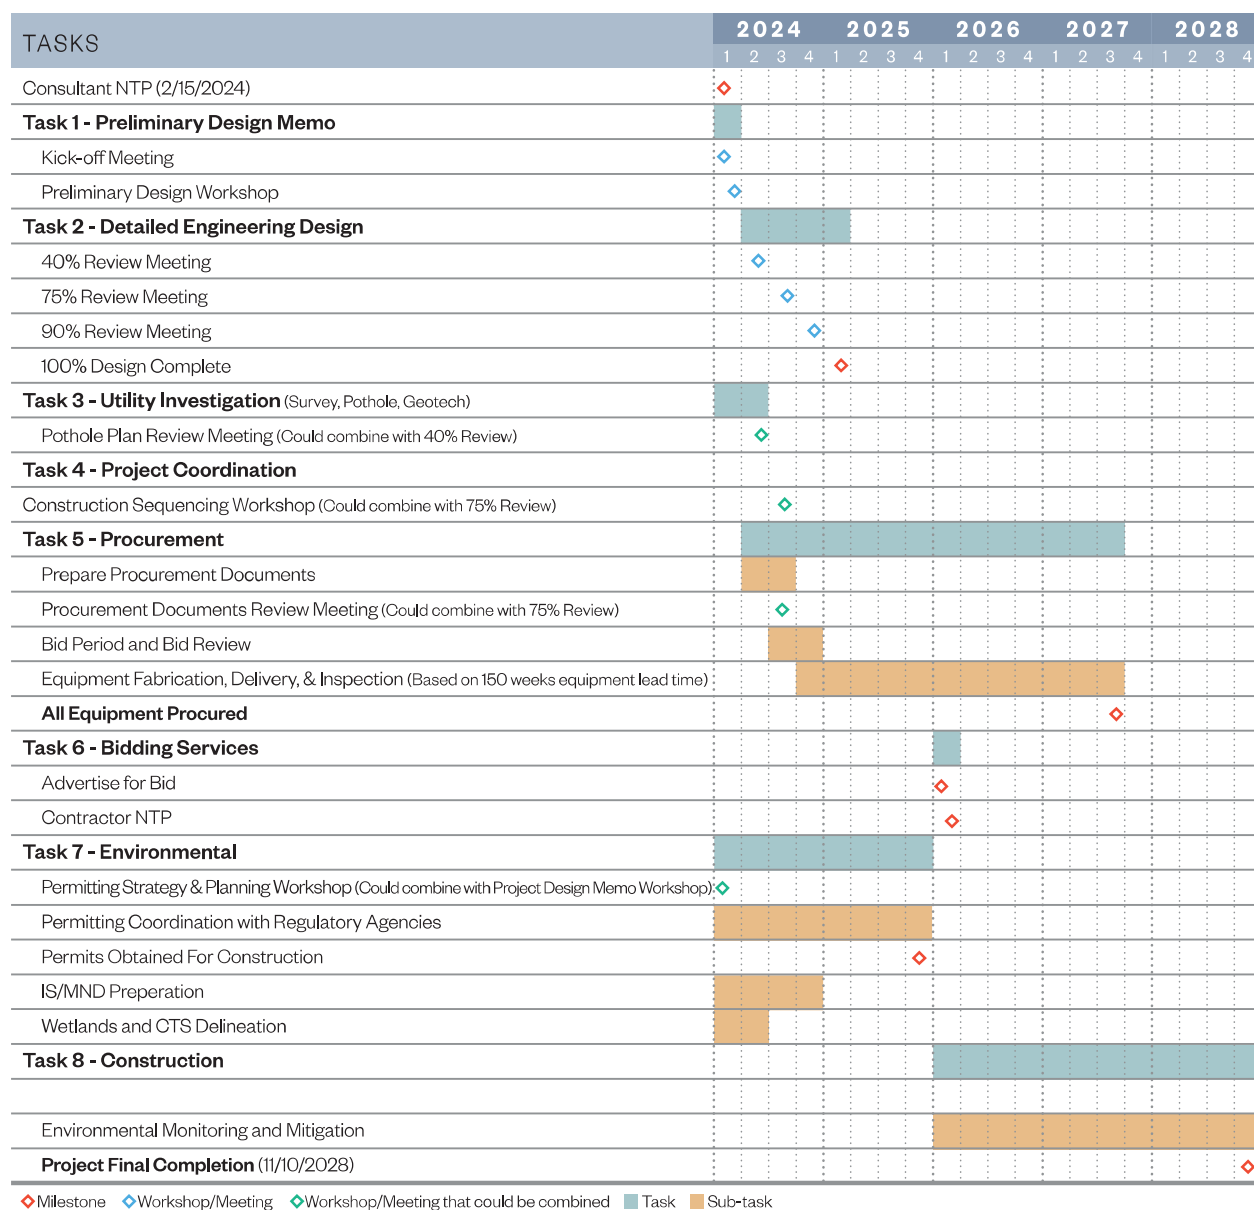 TASKS
2024 2025 2026 2027 2028
1 2 3 4 1 2 3 4 1 2 3 4 1 2 3 4 1 2 3 4
Consultant NTP (2/15/2024)
Task 1 - Preliminary Design Memo
Kick-off Meeting
Preliminary Design Workshop
Task 2 - Detailed Engineering Design
40% Review Meeting
75% Review Meeting
90% Review Meeting
100% Design Complete
Task 3 - Utility Investigation (Survey, Pothole, Geotech)
Pothole Plan Review Meeting (Could combine with 40% Review)
Task 4 - Project Coordination
Construction Sequencing Workshop (Could combine with 75% Review)
Task 5 - Procurement
Prepare Procurement Documents
Procurement Documents Review Meeting (Could combine with 75% Review)
Bid Period and Bid Review
Equipment Fabrication, Delivery, & Inspection (Based on 150 weeks equipment lead time)
All Equipment Procured
Task 6 - Bidding Services
Advertise for Bid
Contractor NTP
Task 7 - Environmental
Permitting Strategy & Planning Workshop (Could combine with Project Design Memo Workshop)
Permitting Coordination with Regulatory Agencies
Permits Obtained For Construction
IS/MND Preperation
Wetlands and CTS Delineation
Task 8 - Construction
Environmental Monitoring and Mitigation
Project Final Completion (11/10/2028)
Milestone Workshop/Meeting Workshop/Meeting that could be combined Task Sub-task